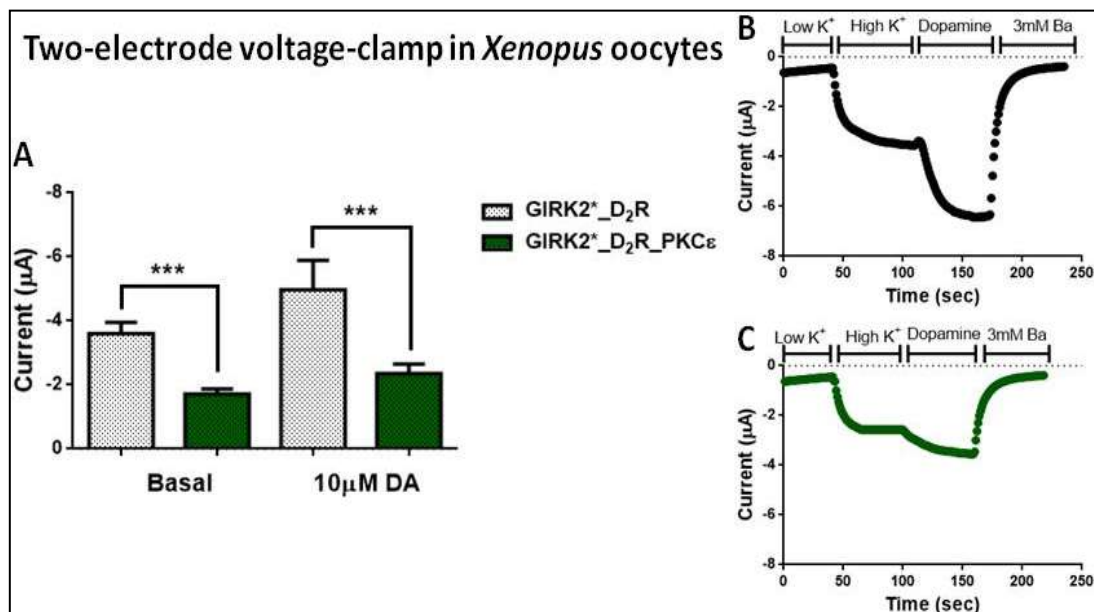 Two-electrode voltage-clamp in Xenopus oocytes
A
Current (μA)
-8
-6
-4
-2
0
***
***
Basal
10μM DA
GIRK2*_D₂R
GIRK2*_D₂R_PKCε
B
Low K⁺ High K⁺ Dopamine 3mM Ba
Current (μA)
0
-2
-4
-6
-8
0 50 100 150 200 250
Time (sec)
C
Low K⁺ High K⁺ Dopamine 3mM Ba
Current (μA)
0
-2
-4
-6
-8
0 50 100 150 200 250
Time (sec)